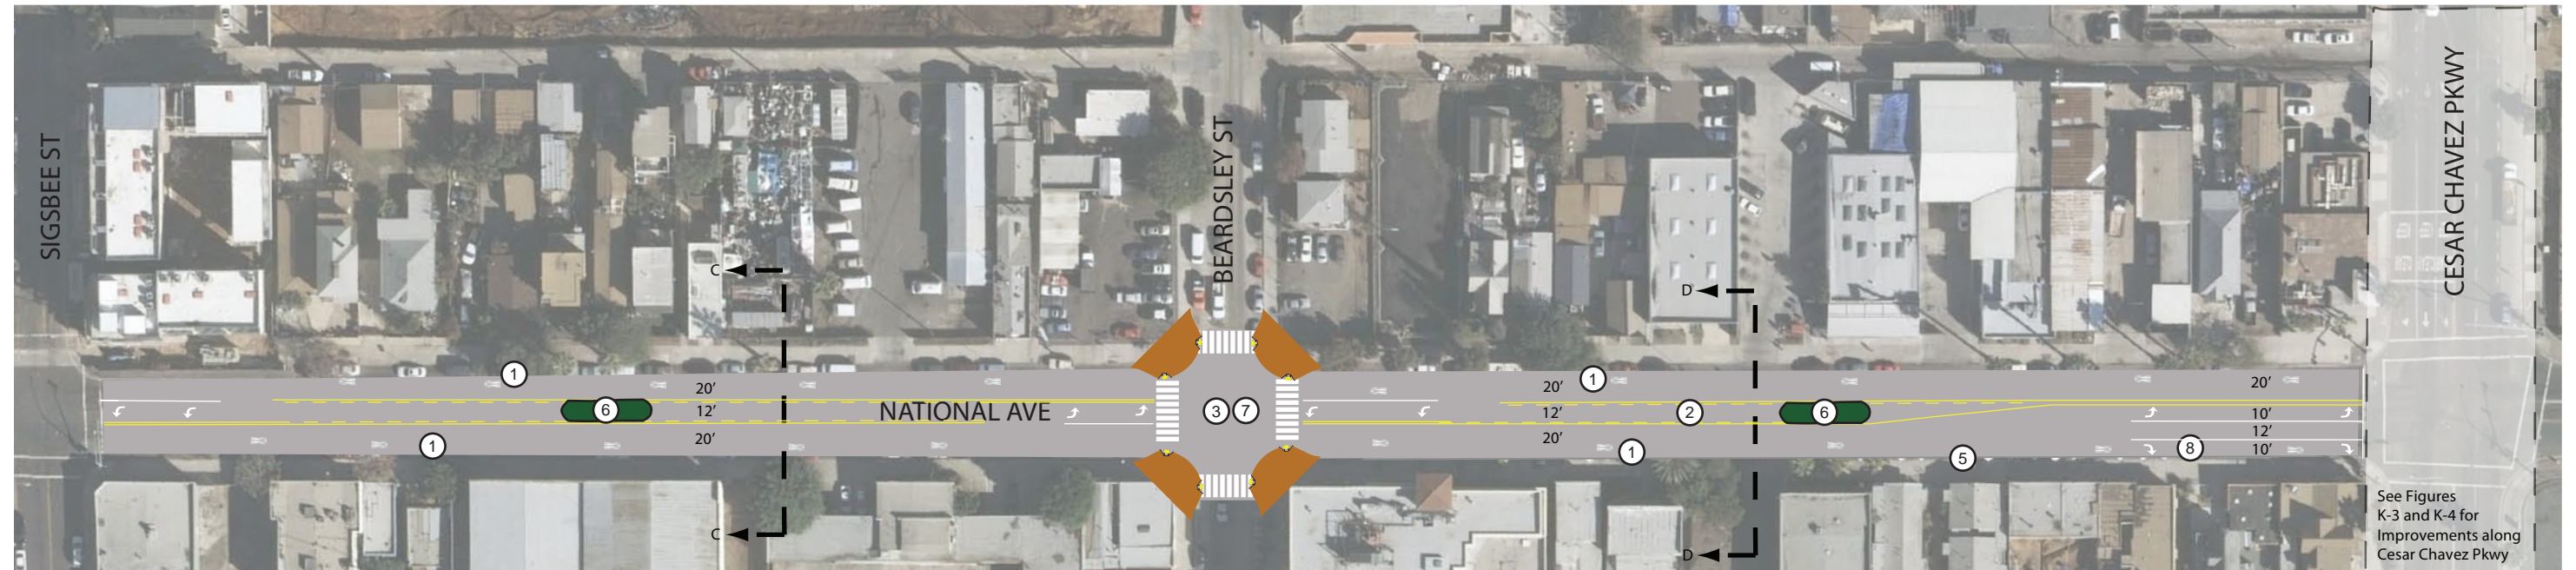 SIGSBEE ST
BEARDSLEY ST
CESAR CHAVEZ PKWY
C
D
1
1
20'
20'
20'
6
12'
NATIONAL AVE
3 7
12'
2
6
10'
12'
1
20'
20'
1
5
8
10'
C
D
See Figures
K-3 and K-4 for
Improvements along
Cesar Chavez Pkwy